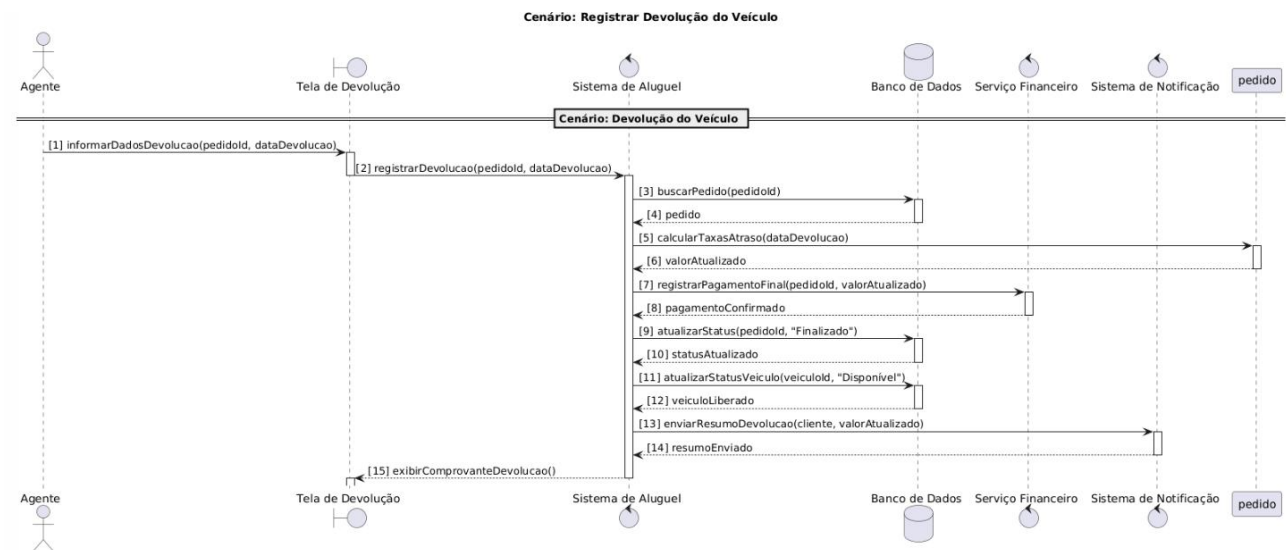 Cenário: Registrar Devolução do Veículo
Agente
Tela de Devolução
Sistema de Aluguel
Banco de Dados
Serviço Financeiro
Sistema de Notificação
pedido
Cenário: Devolução do Veículo
[1] informarDadosDevolucao(pedidoId, dataDevolucao)
[2] registrarDevolucao(pedidoId, dataDevolucao)
[3] buscarPedido(pedidoId)
[4] pedido
[5] calcularTaxasAtraso(dataDevolucao)
[6] valorAtualizado
[7] registrarPagamentoFinal(pedidoId, valorAtualizado)
[8] pagamentoConfirmado
[9] atualizarStatus(pedidoId, "Finalizado")
[10] statusAtualizado
[11] atualizarStatusVeiculo(veiculoId, "Disponível")
[12] veiculoLiberado
[13] enviarResumoDevolucao(cliente, valorAtualizado)
[14] resumoEnviado
[15] exibirComprovanteDevolucao()
Agente
Tela de Devolução
Sistema de Aluguel
Banco de Dados
Serviço Financeiro
Sistema de Notificação
pedido